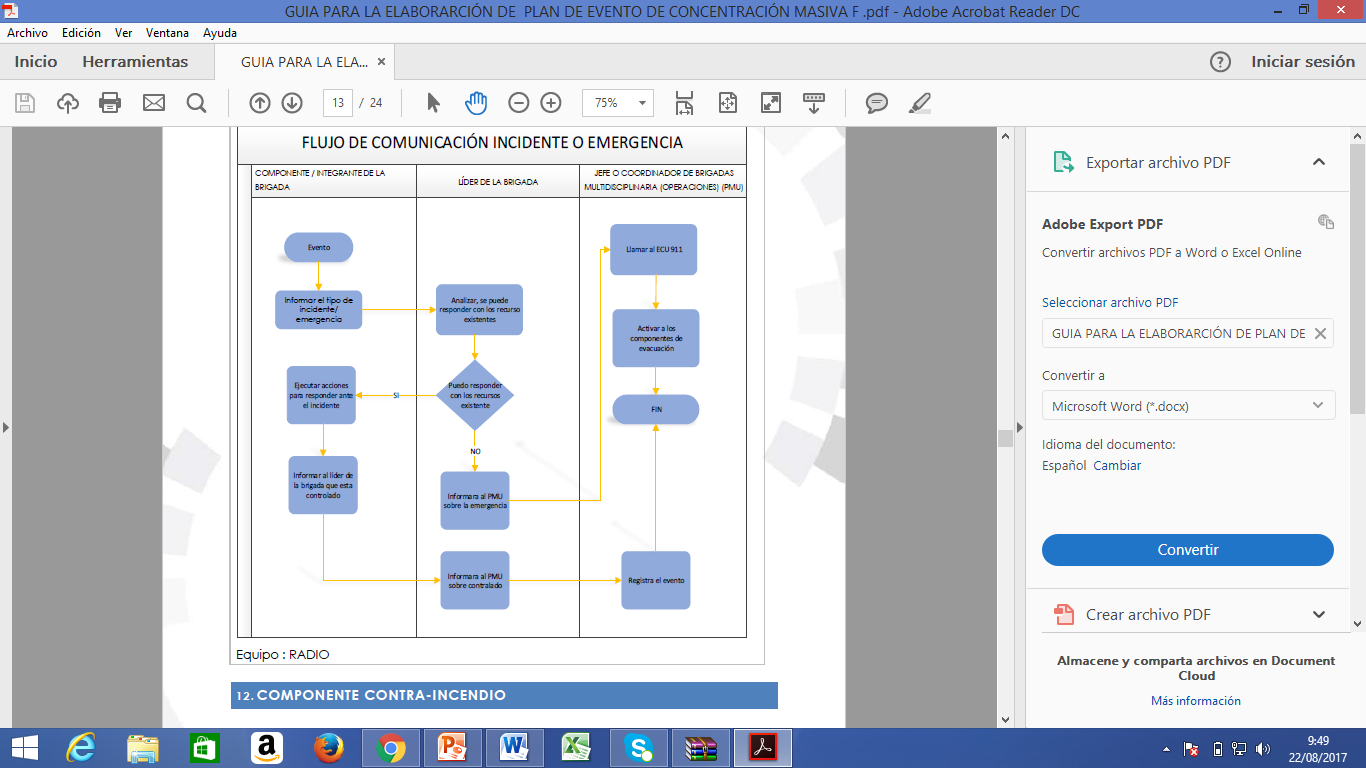 GUIA PARA LA ELABORARCIÓN DE PLAN DE EVENTO DE CONCENTRACIÓN MASIVA F .pdf - Adobe Acrobat Reader DC
Archivo Edición Ver Ventana Ayuda
Inicio Herramientas GUIA PARA LA ELA... Iniciar sesión
13 / 24 75%
FLUJO DE COMUNICACIÓN INCIDENTE O EMERGENCIA
COMPONENTE / INTEGRANTE DE LA
BRIGADA
LÍDER DE LA BRIGADA
JEFE O COORDINADOR DE BRIGADAS
MULTIDISCIPLINARIA (OPERACIONES) (PMU)
Evento
Informar el tipo de
incidente/
emergencia
Analizar, se puede
responder con los recurso
existentes
Llamar al ECU 911
Activar a los
componentes de
evacuación
Ejecutar acciones
para responder ante
el incidente
SI
Puedo responder
con los recursos
existente
FIN
NO
Informar al líder de
la brigada que esta
controlado
Informara al PMU
sobre la emergencia
Informara al PMU
sobre contralado
Registra el evento
Equipo : RADIO
12. COMPONENTE CONTRA-INCENDIO
Exportar archivo PDF
Adobe Export PDF
Convertir archivos PDF a Word o Excel Online
Seleccionar archivo PDF
GUIA PARA LA ELABORARCIÓN DE PLAN DE
Convertir a
Microsoft Word (*.docx)
Idioma del documento:
Español Cambiar
Convertir
Crear archivo PDF
Almacene y comparta archivos en Document
Cloud
Más información
9:49
22/08/2017